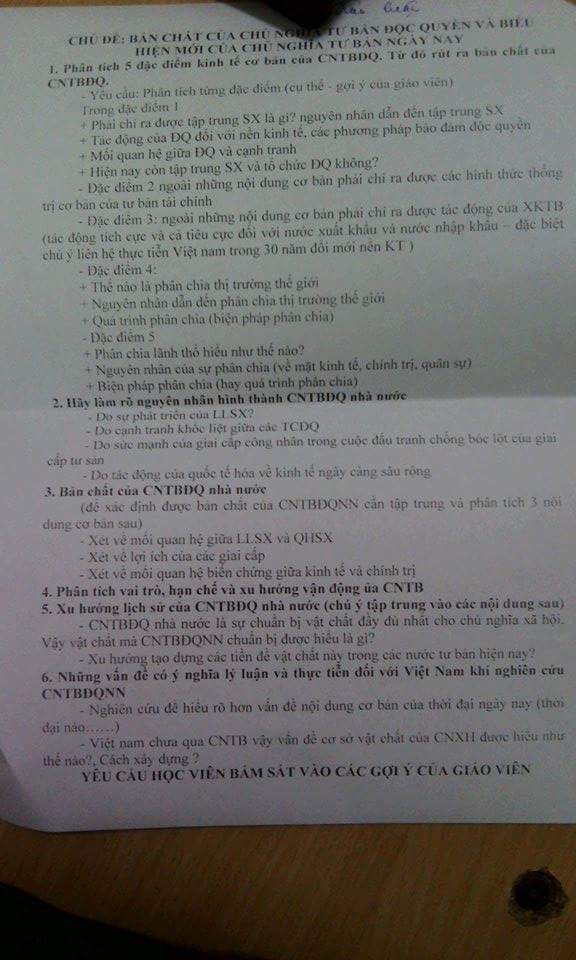 CHỦ ĐỀ: BẢN CHẤT CỦA CHỦ NGHĨA TƯ BẢN ĐỘC QUYỀN VÀ BIỂU
HIỆN MỚI CỦA CHỦ NGHĨA TƯ BẢN NGÀY NAY
1. Phân tích 5 đặc điểm kinh tế cơ bản của CNTBĐQ. Từ đó rút ra bản chất của
CNTBĐQ.
- Yêu cầu: Phân tích từng đặc điểm (cụ thể - gợi ý của giáo viên)
Trong đặc điểm 1
+ Phải chỉ ra được tập trung SX là gì? nguyên nhân dẫn đến tập trung SX
+ Tác động của ĐQ đối với nền kinh tế, các phương pháp bảo đảm độc quyền
+ Mối quan hệ giữa ĐQ và cạnh tranh
+ Hiện nay còn tập trung SX và tổ chức ĐQ không?
- Đặc điểm 2 ngoài những nội dung cơ bản phải chỉ ra được các hình thức thống
trị cơ bản của tư bản tài chính
- Đặc điểm 3: ngoài những nội dung cơ bản phải chỉ ra được tác động của XKTB
(tác động tích cực và cả tiêu cực đối với nước xuất khẩu và nước nhập khẩu – đặc biệt
chú ý liên hệ thực tiễn Việt nam trong 30 năm đổi mới nền KT )
- Đặc điểm 4:
+ Thế nào là phân chia thị trường thế giới
+ Nguyên nhân dẫn đến phân chia thị trường thế giới
+ Quá trình phân chia (biện pháp phân chia)
- Đặc điểm 5
+ Phân chia lãnh thổ hiểu như thế nào?
+ Nguyên nhân của sự phân chia (về mặt kinh tế, chính trị, quân sự)
+ Biện pháp phân chia (hay quá trình phân chia)
2. Hãy làm rõ nguyên nhân hình thành CNTBĐQ nhà nước
- Do sự phát triển của LLSX?
- Do cạnh tranh khốc liệt giữa các TCĐQ
- Do sức mạnh của giai cấp công nhân trong cuộc đấu tranh chống bóc lột của giai
cấp tư sản
- Do tác động của quốc tế hóa về kinh tế ngày càng sâu rộng
3. Bản chất của CNTBĐQ nhà nước
(để xác định được bản chất của CNTBĐQNN cần tập trung và phân tích 3 nội
dung cơ bản sau)
- Xét về mối quan hệ giữa LLSX và QHSX
- Xét về lợi ích của các giai cấp
- Xét về mối quan hệ biến chứng giữa kinh tế và chính trị
4. Phân tích vai trò, hạn chế và xu hướng vận động ủa CNTB
5. Xu hướng lịch sử của CNTBĐQ nhà nước (chú ý tập trung vào các nội dung sau)
- CNTBĐQ nhà nước là sự chuẩn bị vật chất đầy đủ nhất cho chủ nghĩa xã hội.
Vậy vật chất mà CNTBĐQNN chuẩn bị được hiểu là gì?
- Xu hướng tạo dựng các tiền đề vật chất này trong các nước tư bản hiện nay?
6. Những vấn đề có ý nghĩa lý luận và thực tiễn đối với Việt Nam khi nghiên cứu
CNTBĐQNN
- Nghiên cứu để hiểu rõ hơn vấn đề nội dung cơ bản của thời đại ngày nay (thời
đại nào……)
- Việt nam chưa qua CNTB vậy vấn đề cơ sở vật chất của CNXH được hiểu như
thế nào?, Cách xây dựng ?
YÊU CẦU HỌC VIÊN BÁM SÁT VÀO CÁC GỢI Ý CỦA GIÁO VIÊN